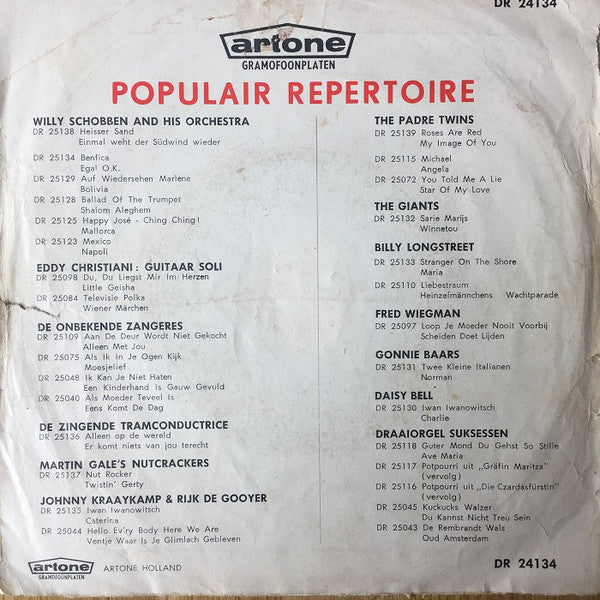 DR 24134
artone
GRAMOFOONPLATEN
POPULAIR REPERTOIRE
WILLY SCHOBBEN AND HIS ORCHESTRA
DR 25138 Heisser Sand
Einmal weht der Südwind wieder
DR 25134 Benfica
Egal O.K.
DR 25129 Auf Wiedersehen Marlene
Bolivia
DR 25128 Ballad Of The Trumpet
Shalom Aleghem
DR 25125 Happy José - Ching Ching!
Mallorca
DR 25123 Mexico
Napoli
EDDY CHRISTIANI: GUITAAR SOLI
DR 25098 Du, Du Liegst Mir Im Herzen
Little Geisha
DR 25084 Televisie Polka
Wiener Märchen
DE ONBEKENDE ZANGERES
DR 25109 Aan De Deur Wordt Niet Gekocht
Alleen Met Jou
DR 25075 Als Ik In Je Ogen Kijk
Moesjelief
DR 25048 Ik Kan Je Niet Haten
Een Kinderhand Is Gauw Gevuld
DR 25040 Als Moeder Teveel Is
Eens Komt De Dag
DE ZINGENDE TRAMCONDUCTRICE
DR 25136 Alleen op de wereld
Er komt niets van jou terecht
MARTIN GALE'S NUTCRACKERS
DR 25137 Nut Rocker
Twistin' Gerty
JOHNNY KRAAYKAMP & RIJK DE GOOYER
DR 25135 Iwan Iwanowitsch
Caterina
DR 25044 Hello Ev'ry Body Here We Are
Ventje Waar Is Je Glimlach Gebleven
THE PADRE TWINS
DR 25139 Roses Are Red
My Image Of You
DR 25115 Michael
Angela
DR 25072 You Told Me A Lie
Star Of My Love
THE GIANTS
DR 25132 Sarie Marijs
Winnetou
BILLY LONGSTREET
DR 25133 Stranger On The Shore
Maria
DR 25110 Liebestraum
Heinzelmännchens Wachtparade
FRED WIEGMAN
DR 25097 Loop Je Moeder Nooit Voorbij
Scheiden Doet Lijden
GONNIE BAARS
DR 25131 Twee Kleine Italianen
Norman
DAISY BELL
DR 25130 Iwan Iwanowitsch
Charlie
DRAAIORGEL SUKSESSEN
DR 25118 Guter Mond Du Gehst So Stille
Ave Maria
DR 25117 Potpourri uit „Gräfin Maritza"
(vervolg)
DR 25116 Potpourri uit „Die Czardasfürstin"
(vervolg)
DR 25045 Kuckucks Walzer
Du Kannst Nicht Treu Sein
DR 25043 De Rembrandt Wals
Oud Amsterdam
artone
GRAMOFOONPLATEN
ARTONE HOLLAND
DR 24134